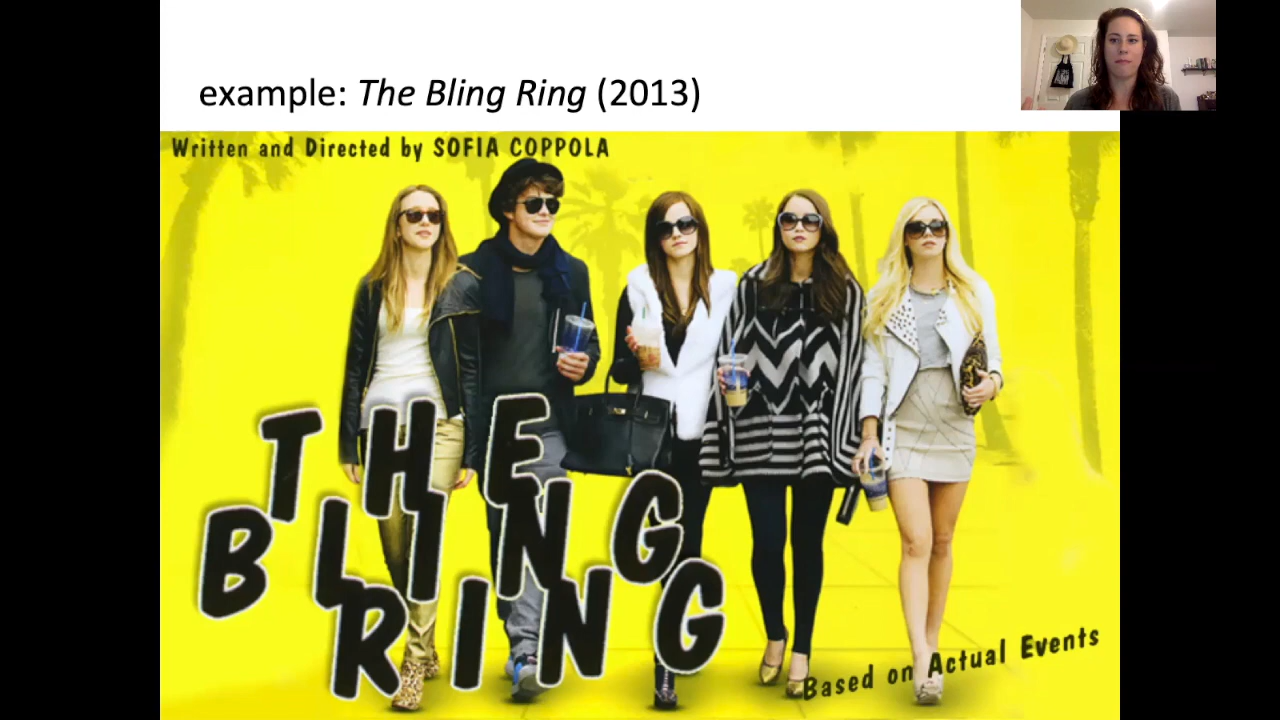 example: The Bling Ring (2013)
Written and Directed by SOFIA COPPOLA
THE
BLING
RING
Based on Actual Events